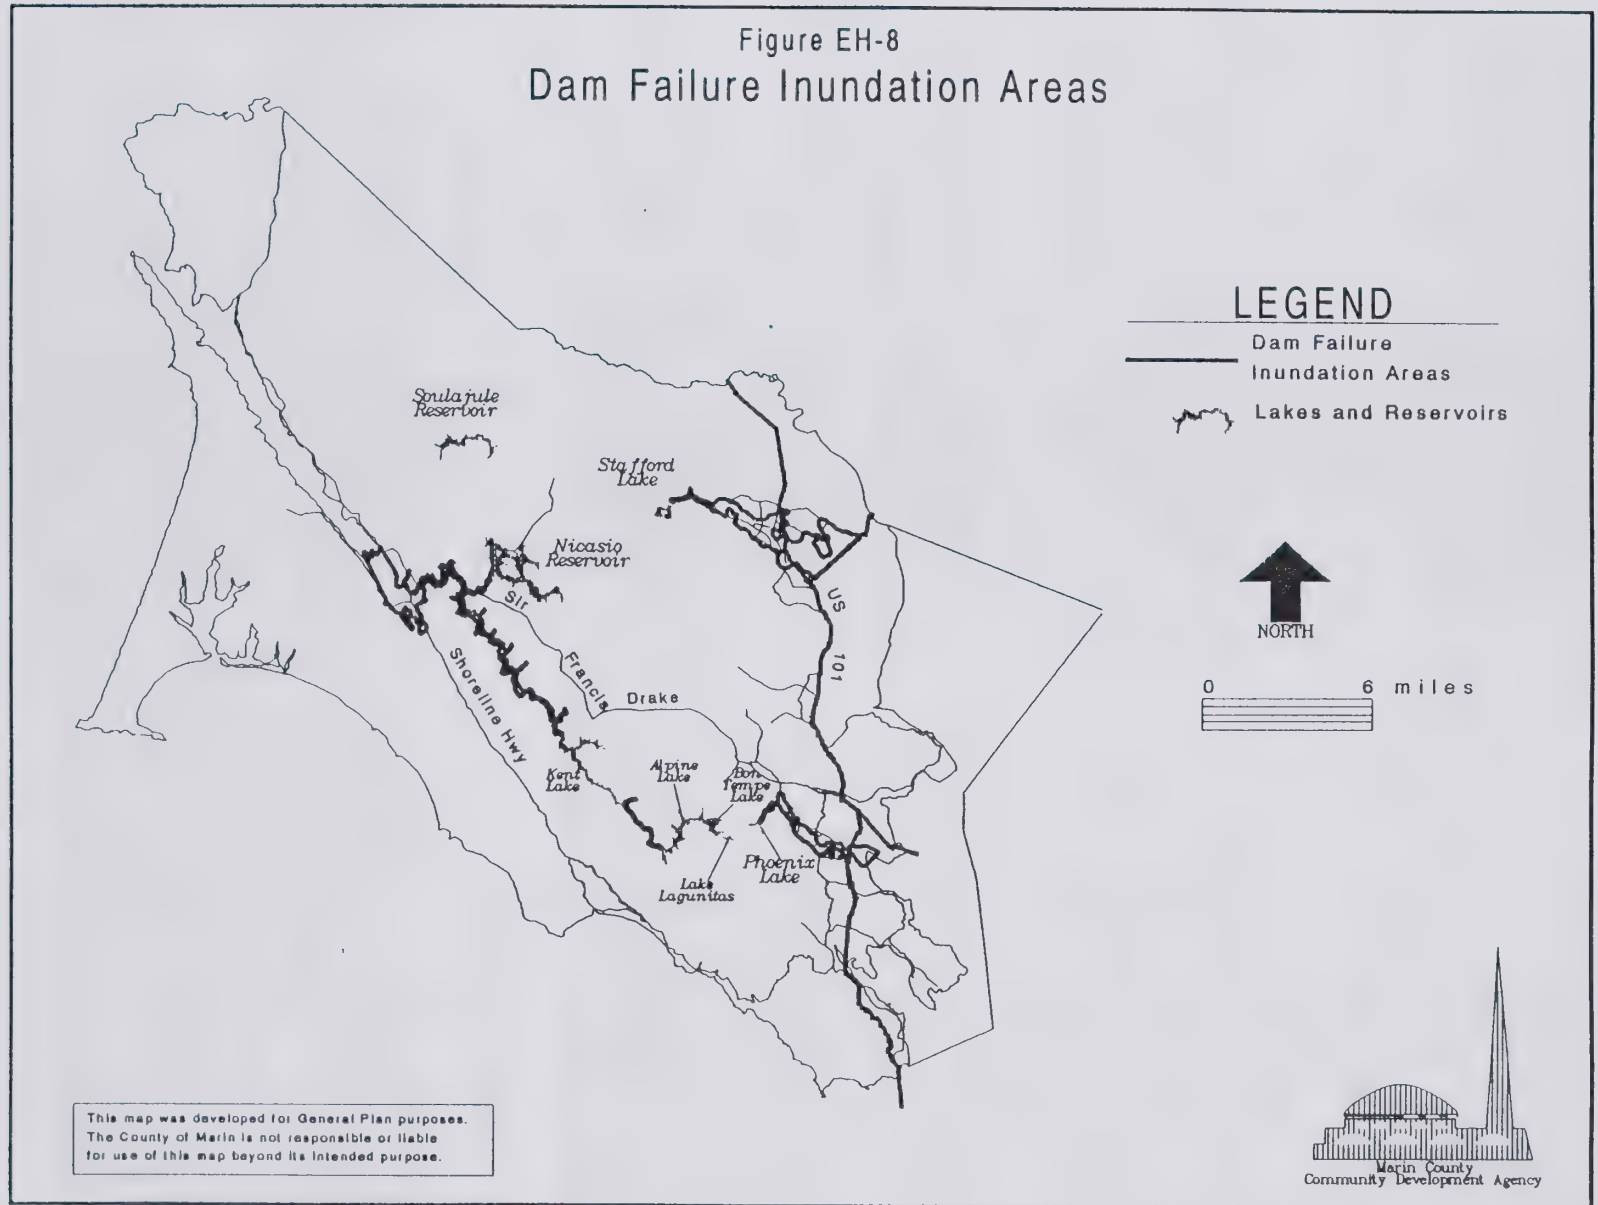 Figure EH-8
Dam Failure Inundation Areas
LEGEND
Dam Failure
Inundation Areas
Lakes and Reservoirs
Soulajule
Reservoir
Stafford
Lake
Nicasio
Reservoir
Sir
Francis
Drake
US
101
Shoreline Hwy
NORTH
0 6 miles
Kent
Lake
Alpine
Lake
Bon
Tempe
Lake
Phoenix
Lake
Lake
Lagunitas
This map was developed for General Plan purposes.
The County of Marin is not responsible or liable
for use of this map beyond its intended purpose.
Marin County
Community Development Agency